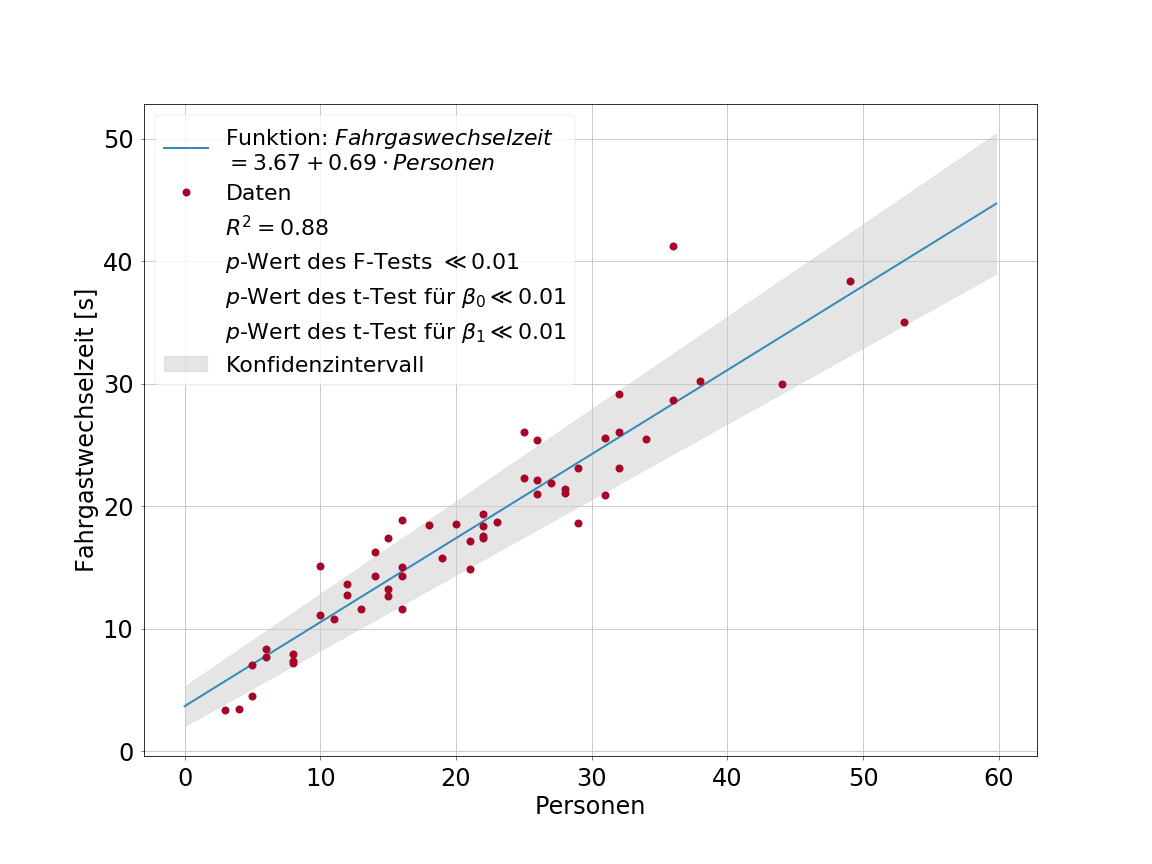 Funktion: Fahrgaswechselzeit
= 3.67 + 0.69 · Personen
Daten
R² = 0.88
p-Wert des F-Tests ≪ 0.01
p-Wert des t-Test für β₀ ≪ 0.01
p-Wert des t-Test für β₁ ≪ 0.01
Konfidenzintervall
Fahrgastwechselzeit [s]
50
40
30
20
10
0
0 10 20 30 40 50 60
Personen